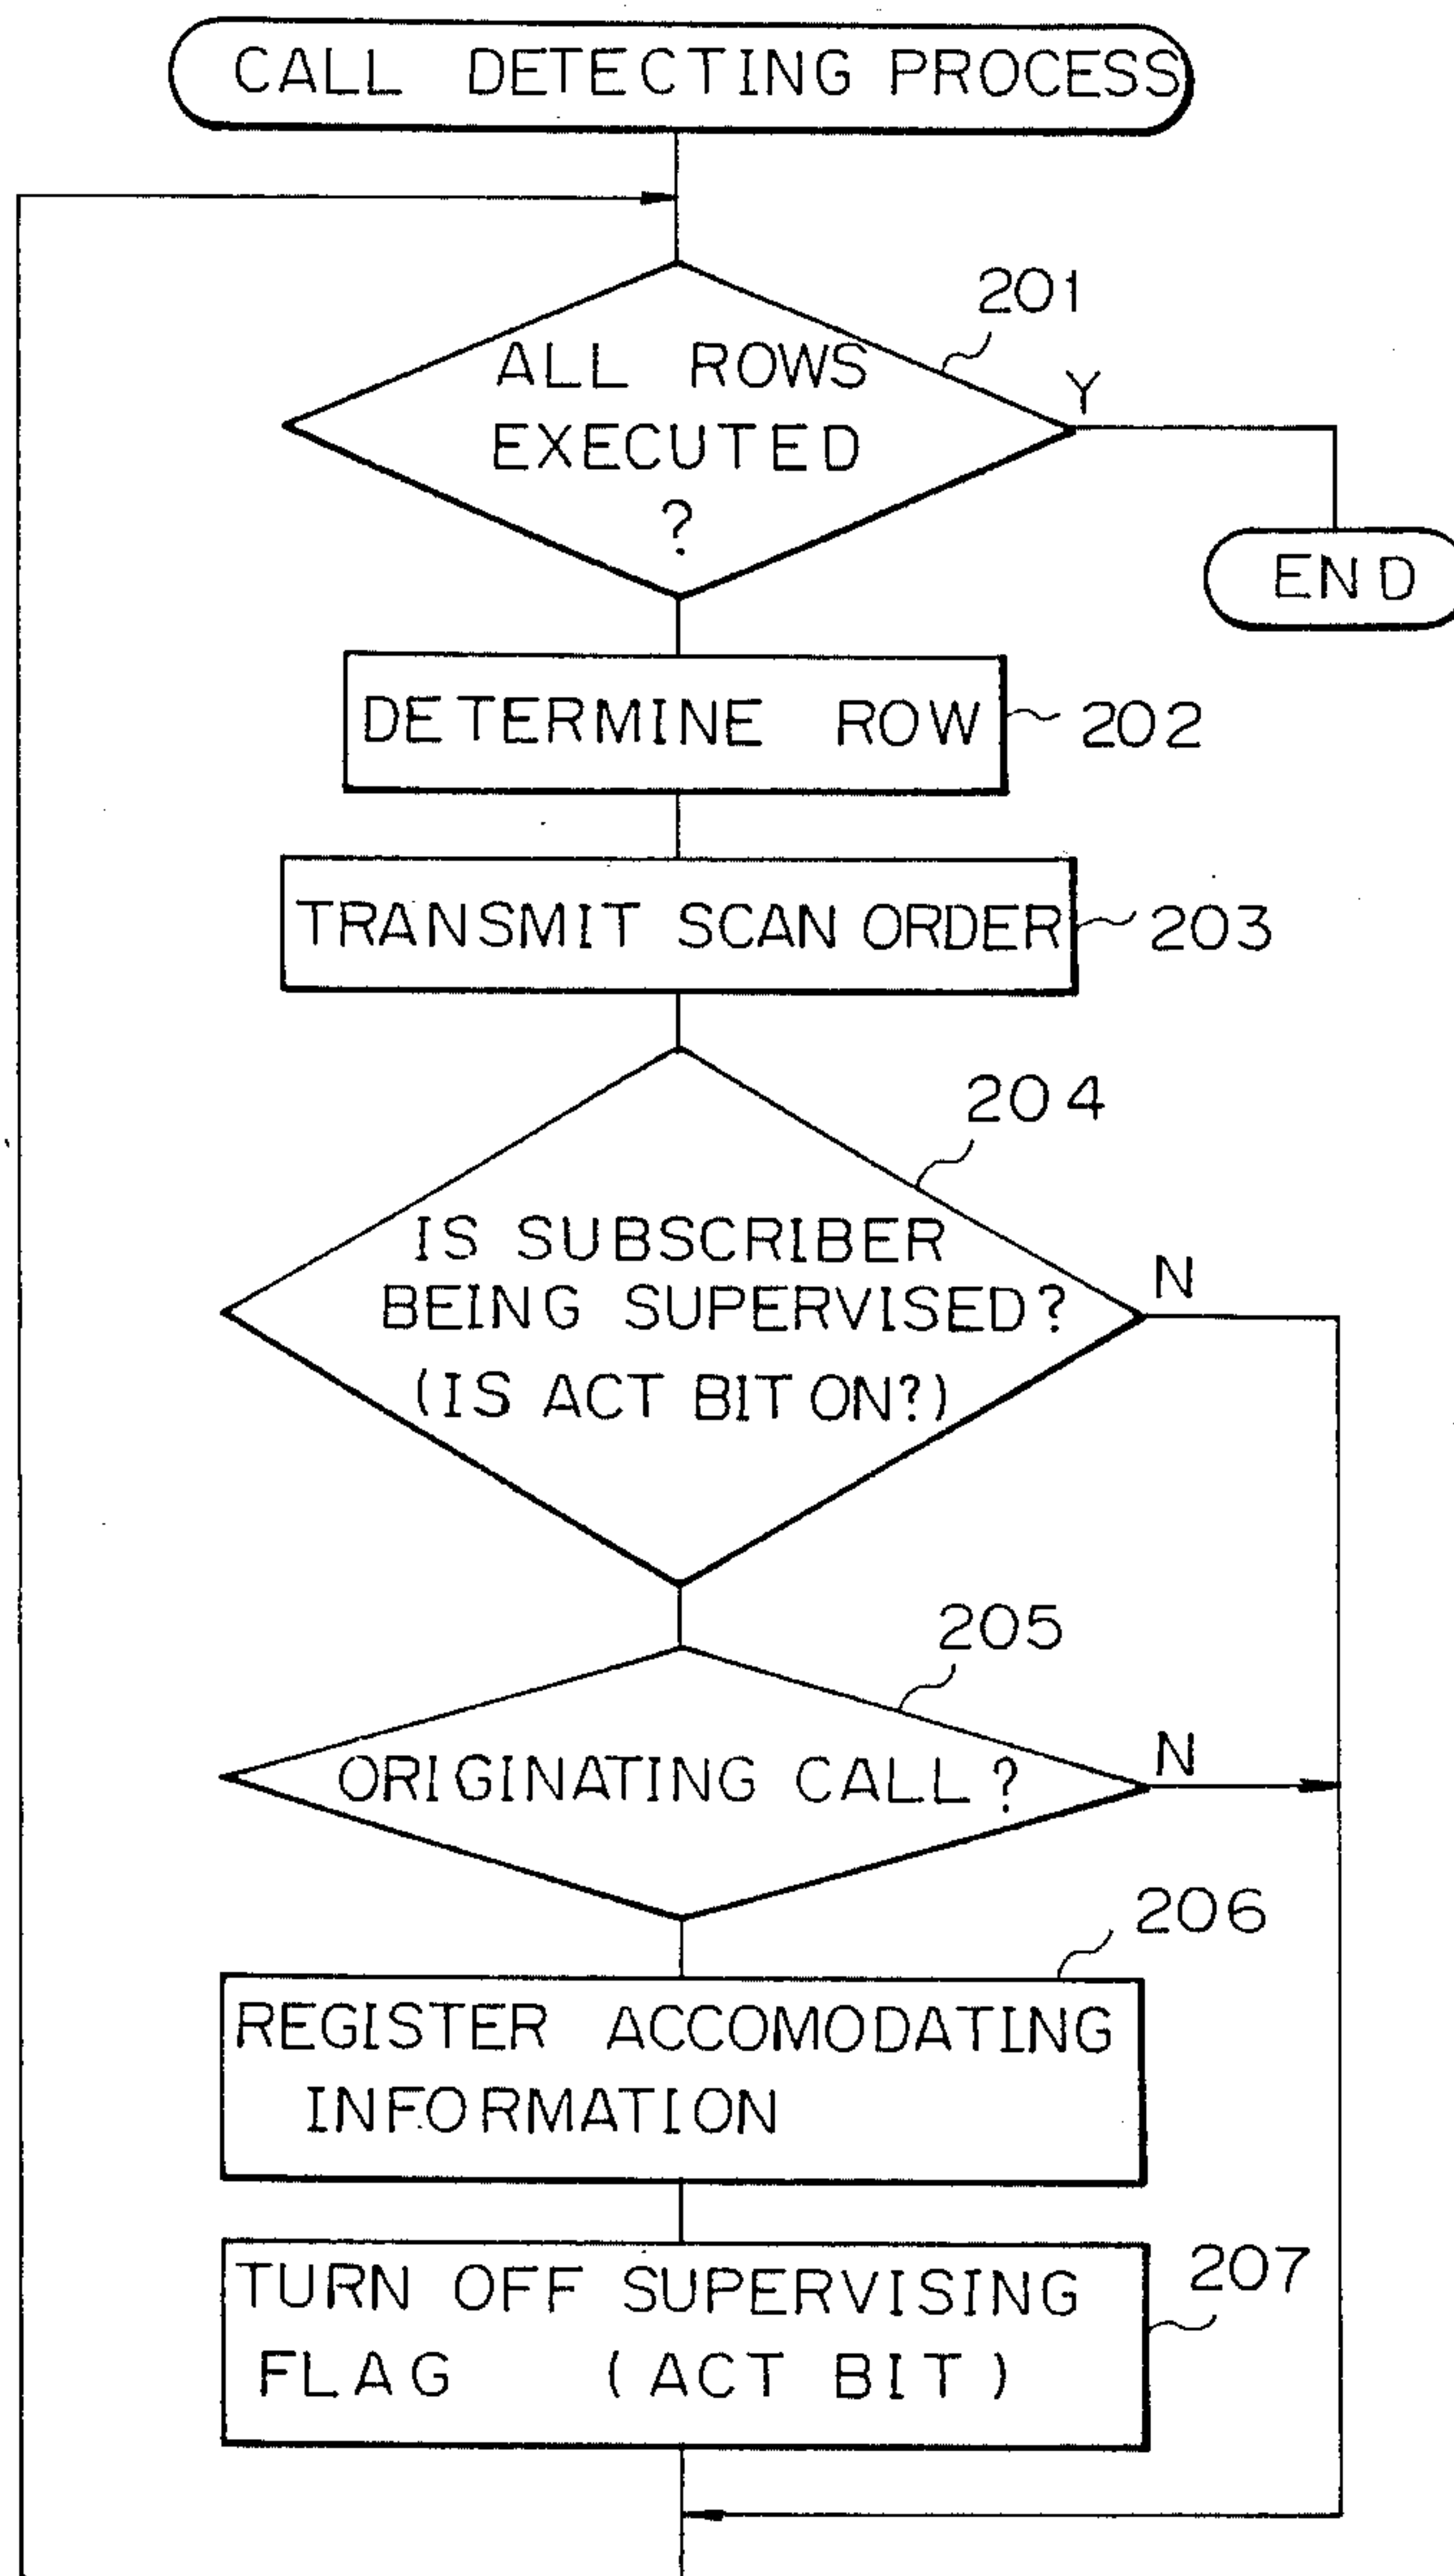 CALL DETECTING PROCESS
201
ALL ROWS
EXECUTED
?
Y
END
DETERMINE ROW
202
TRANSMIT SCAN ORDER
203
204
IS SUBSCRIBER
BEING SUPERVISED?
(IS ACT BIT ON?)
N
205
ORIGINATING CALL ?
N
206
REGISTER ACCOMODATING
INFORMATION
207
TURN OFF SUPERVISING
FLAG (ACT BIT)